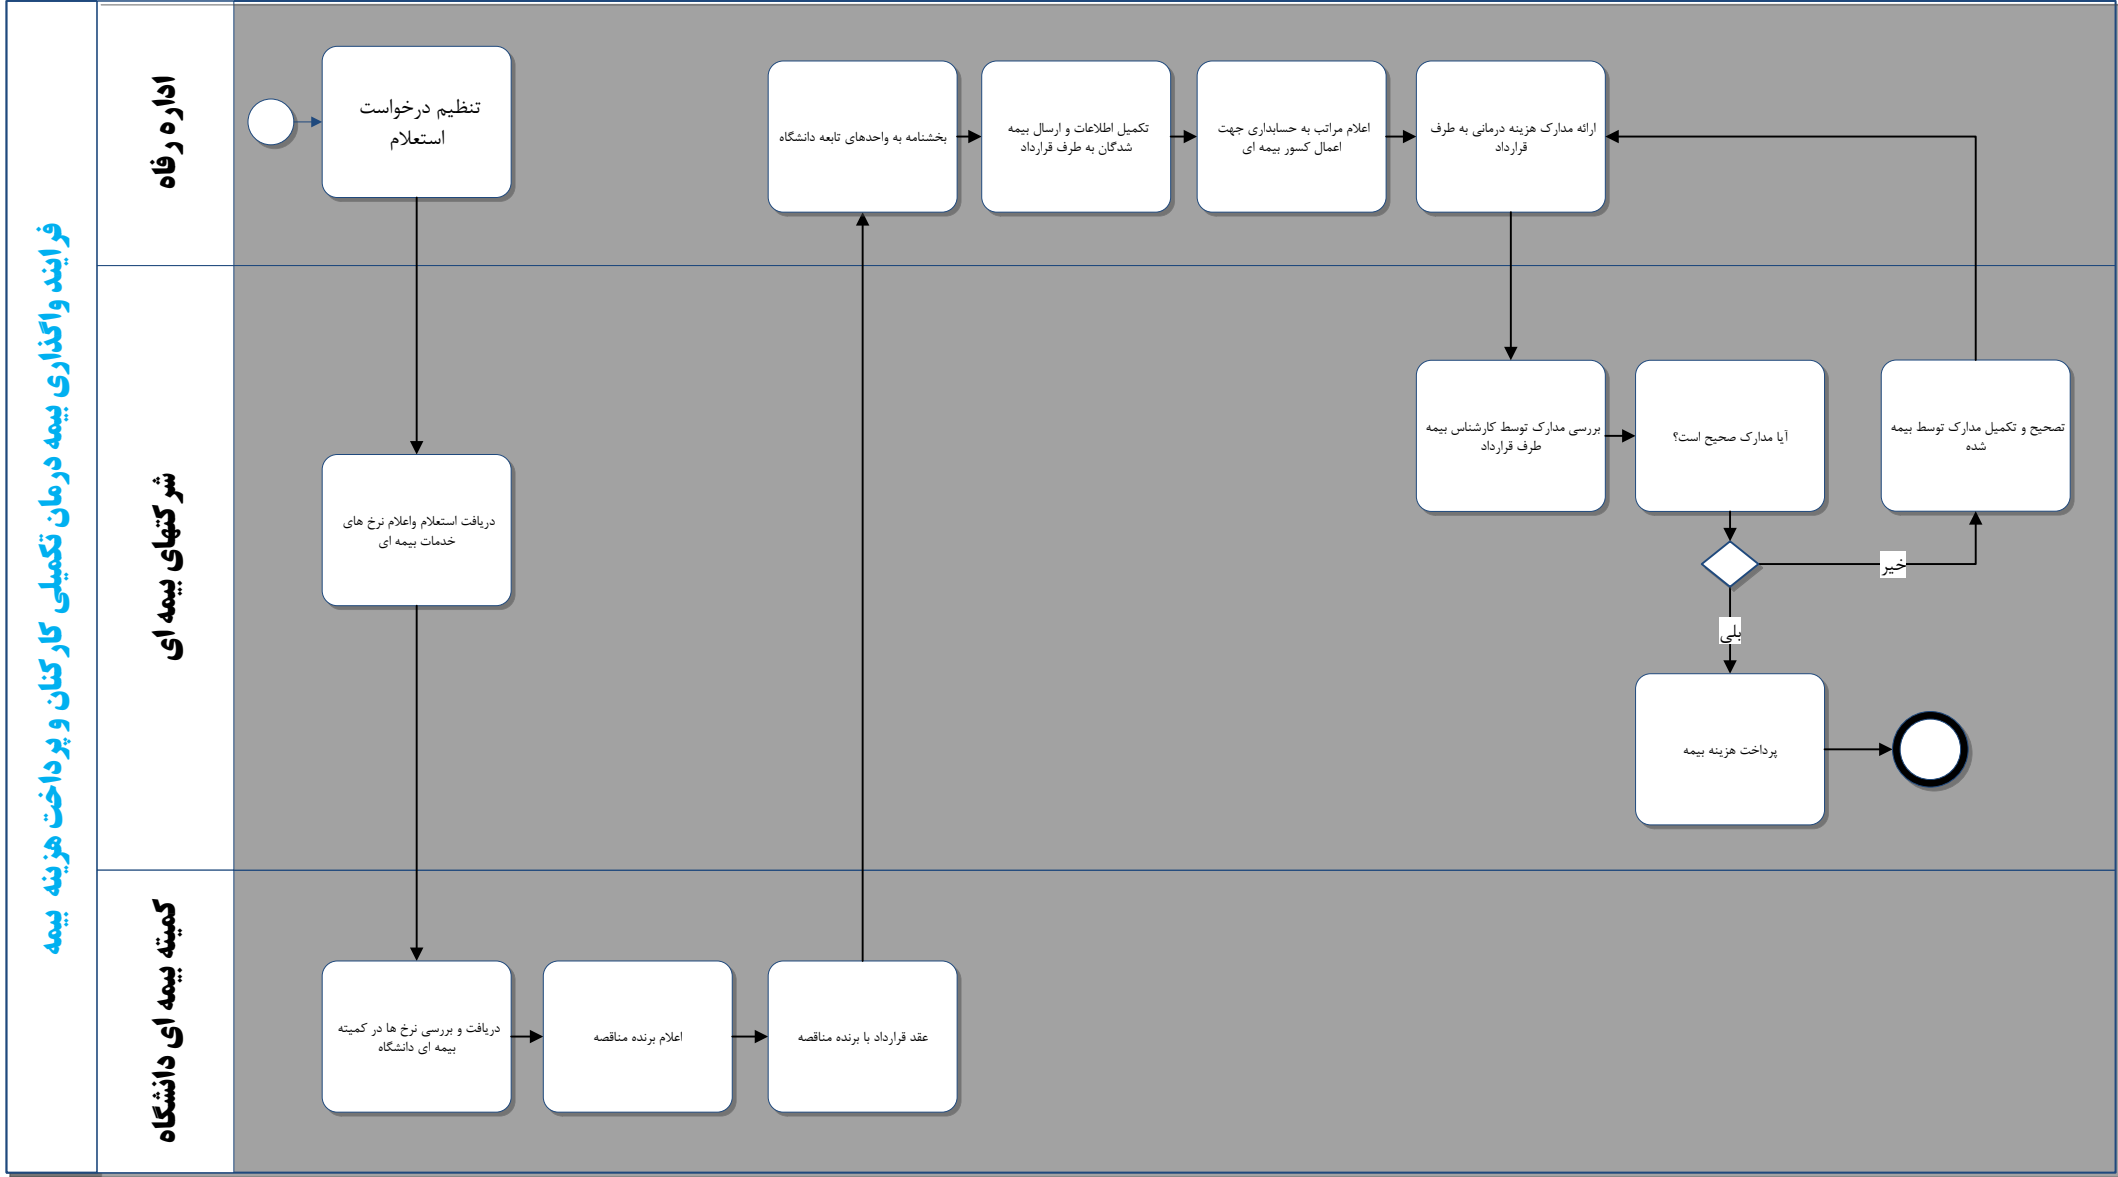 فرایند واگذاری بیمه درمان تکمیلی کارکنان و پرداخت هزینه بیمه
اداره رفاه
تنظیم درخواست
استعلام
بخشنامه به واحدهای تابعه دانشگاه
تکمیل اطلاعات و ارسال بیمه
شدگان به طرف قرارداد
اعلام مراتب به حسابداری جهت
اعمال کسور بیمه ای
ارائه مدارک هزینه درمانی به طرف
قرارداد
شرکتهای بیمه ای
دریافت استعلام واعلام نرخ های
خدمات بیمه ای
بررسی مدارک توسط کارشناس بیمه
طرف قرارداد
آیا مدارک صحیح است؟
تصحیح و تکمیل مدارک توسط بیمه
شده
خیر
بلی
پرداخت هزینه بیمه
کمیته بیمه ای دانشگاه
دریافت و بررسی نرخ ها در کمیته
بیمه ای دانشگاه
اعلام برنده مناقصه
عقد قرارداد با برنده مناقصه